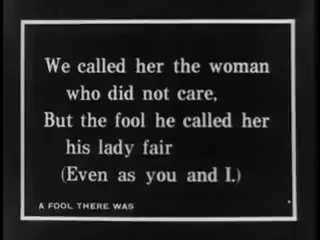 We called her the woman
who did not care,
But the fool he called her
his lady fair
(Even as you and I.)
A FOOL THERE WAS